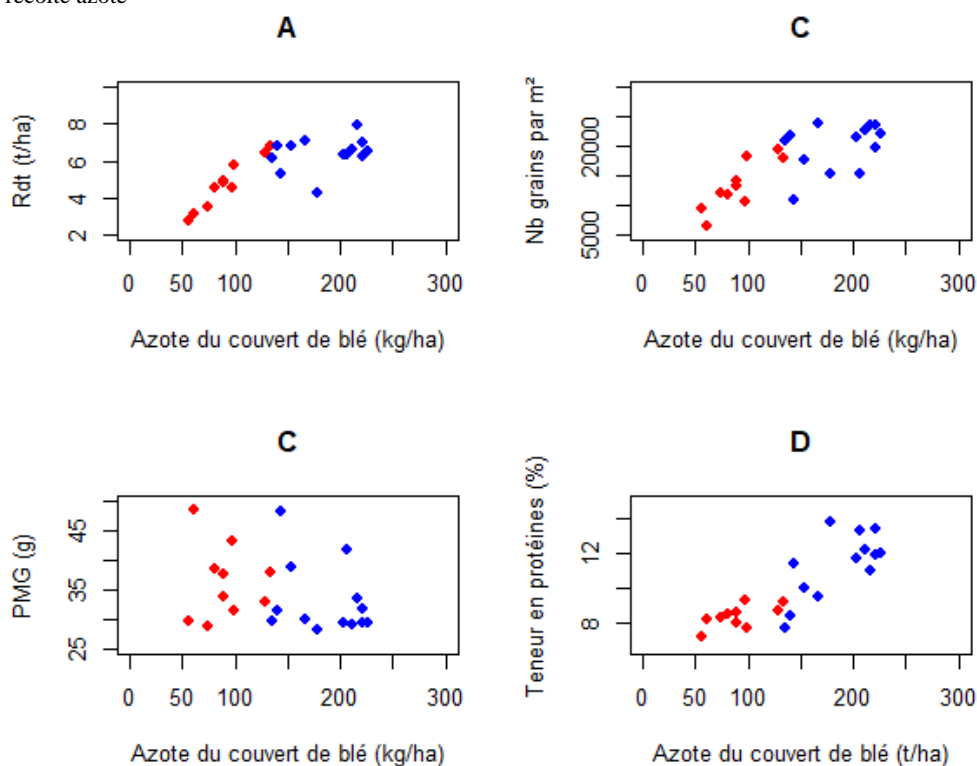 récolte azote
A
Rdt (t/ha)
8
6
4
2
0 50 100 200 300
Azote du couvert de blé (kg/ha)
C
Nb grains par m²
20000
5000
0 50 100 200 300
Azote du couvert de blé (kg/ha)
C
PMG (g)
45
35
25
0 50 100 200 300
Azote du couvert de blé (kg/ha)
D
Teneur en protéines (%)
12
8
0 50 100 200 300
Azote du couvert de blé (t/ha)